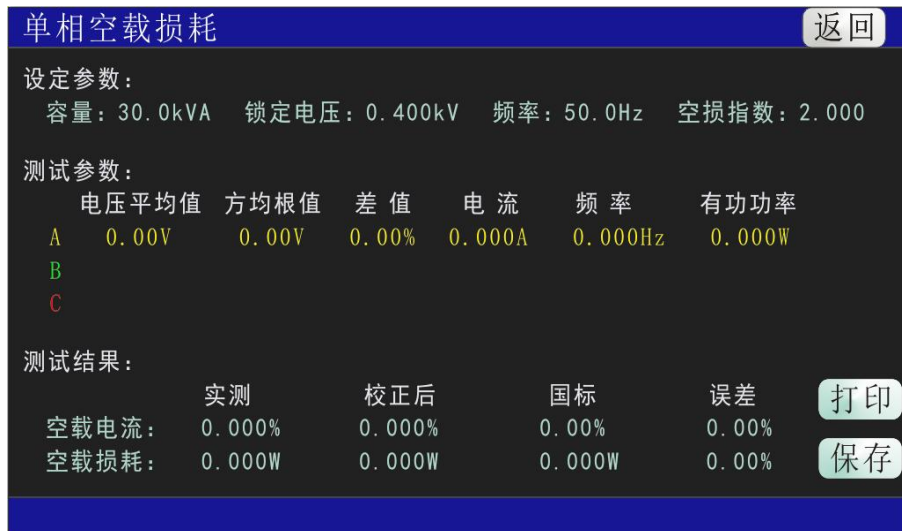 单相空载损耗 返回
设定参数：
容量：30.0kVA 锁定电压：0.400kV 频率：50.0Hz 空损指数：2.000
测试参数：
电压平均值 方均根值 差值 电流 频率 有功功率
A 0.00V 0.00V 0.00% 0.000A 0.000Hz 0.000W
B
C
测试结果：
实测 校正后 国标 误差
打印
空载电流： 0.000% 0.000% 0.00% 0.00%
空载损耗： 0.000W 0.000W 0.000W 0.00%
保存